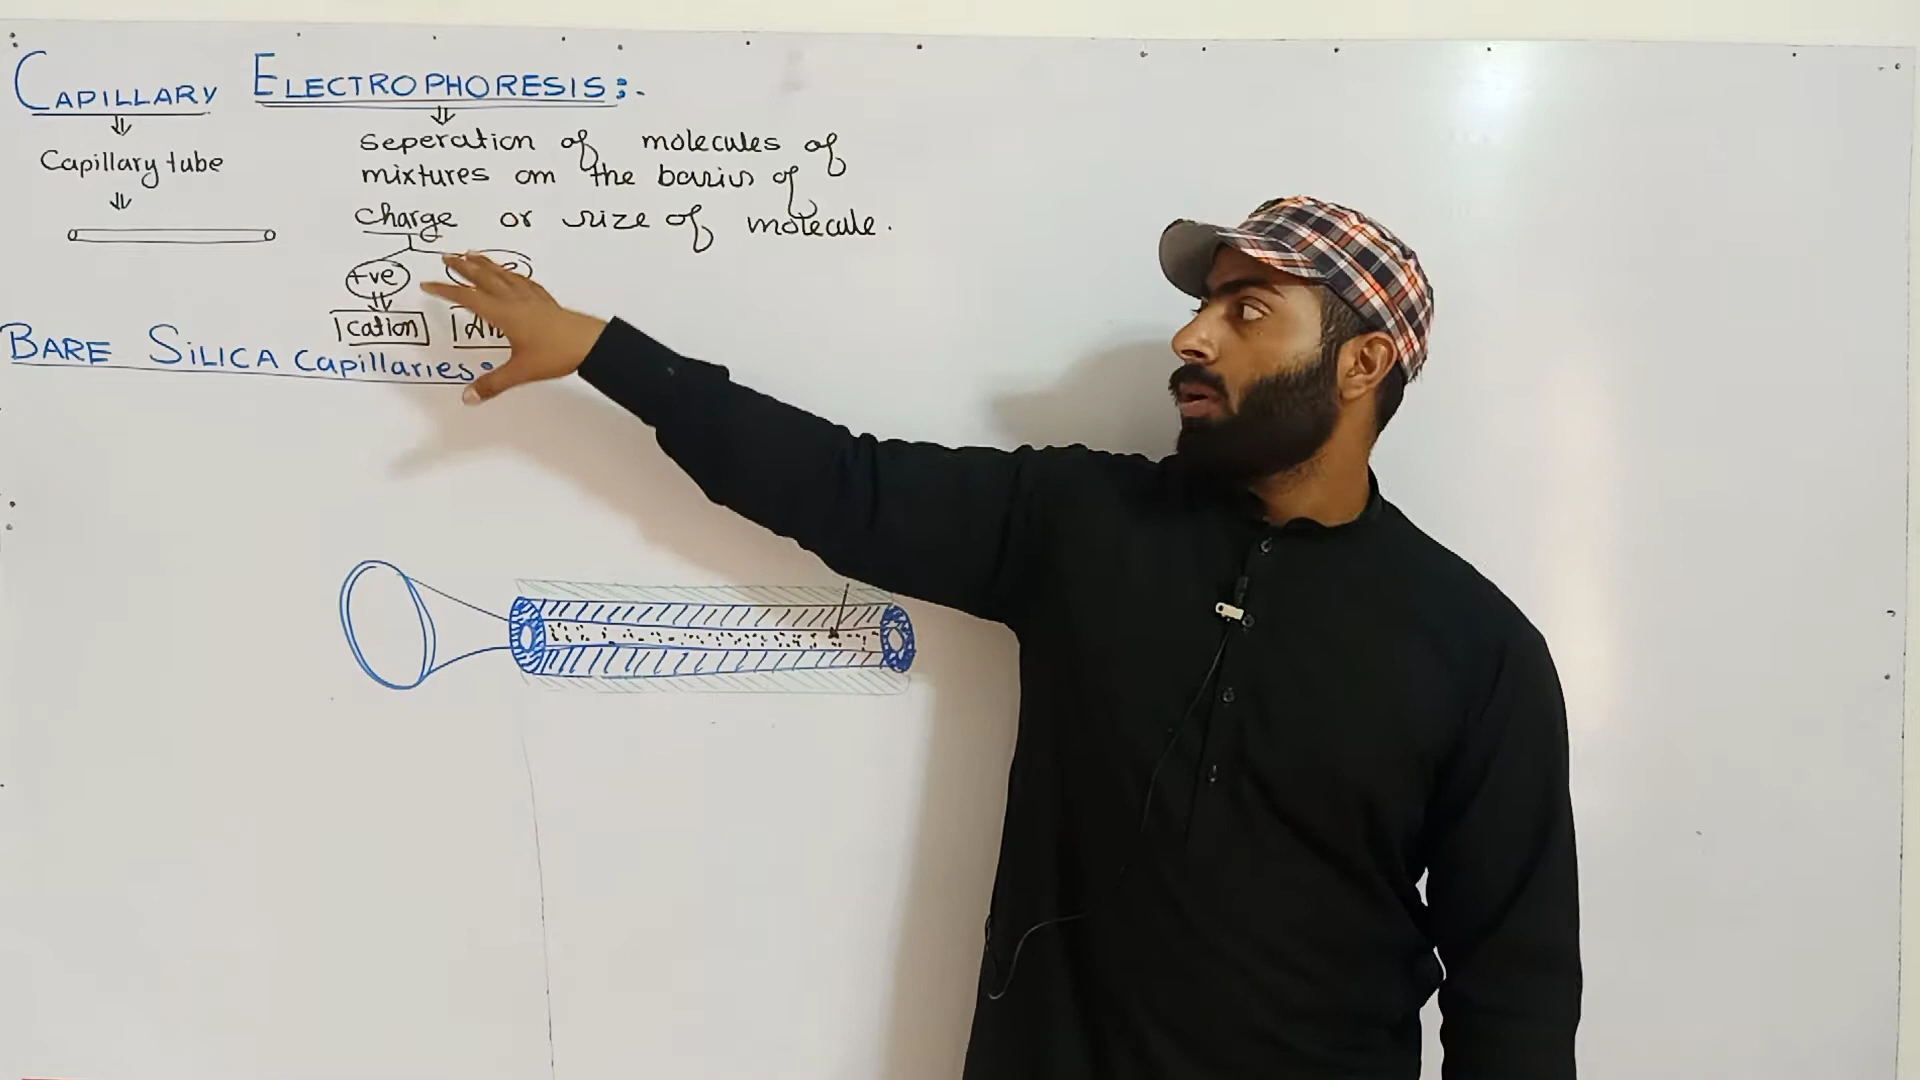 CAPILLARY ELECTROPHORESIS:-
Capillary tube
seperation of molecules of
mixtures on the basis of
charge or size of molecule.
+ve
cation
BARE SILICA capillaries: